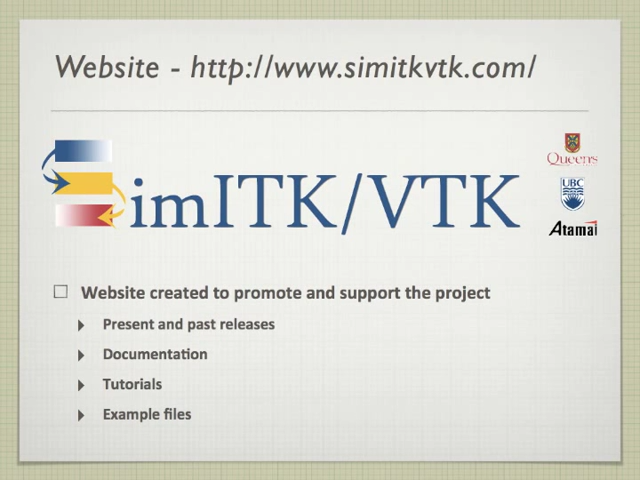 Website - http://www.simitkvtk.com/
SimITK/VTK
Queen's
UBC
Atamai
Website created to promote and support the project
Present and past releases
Documentation
Tutorials
Example files